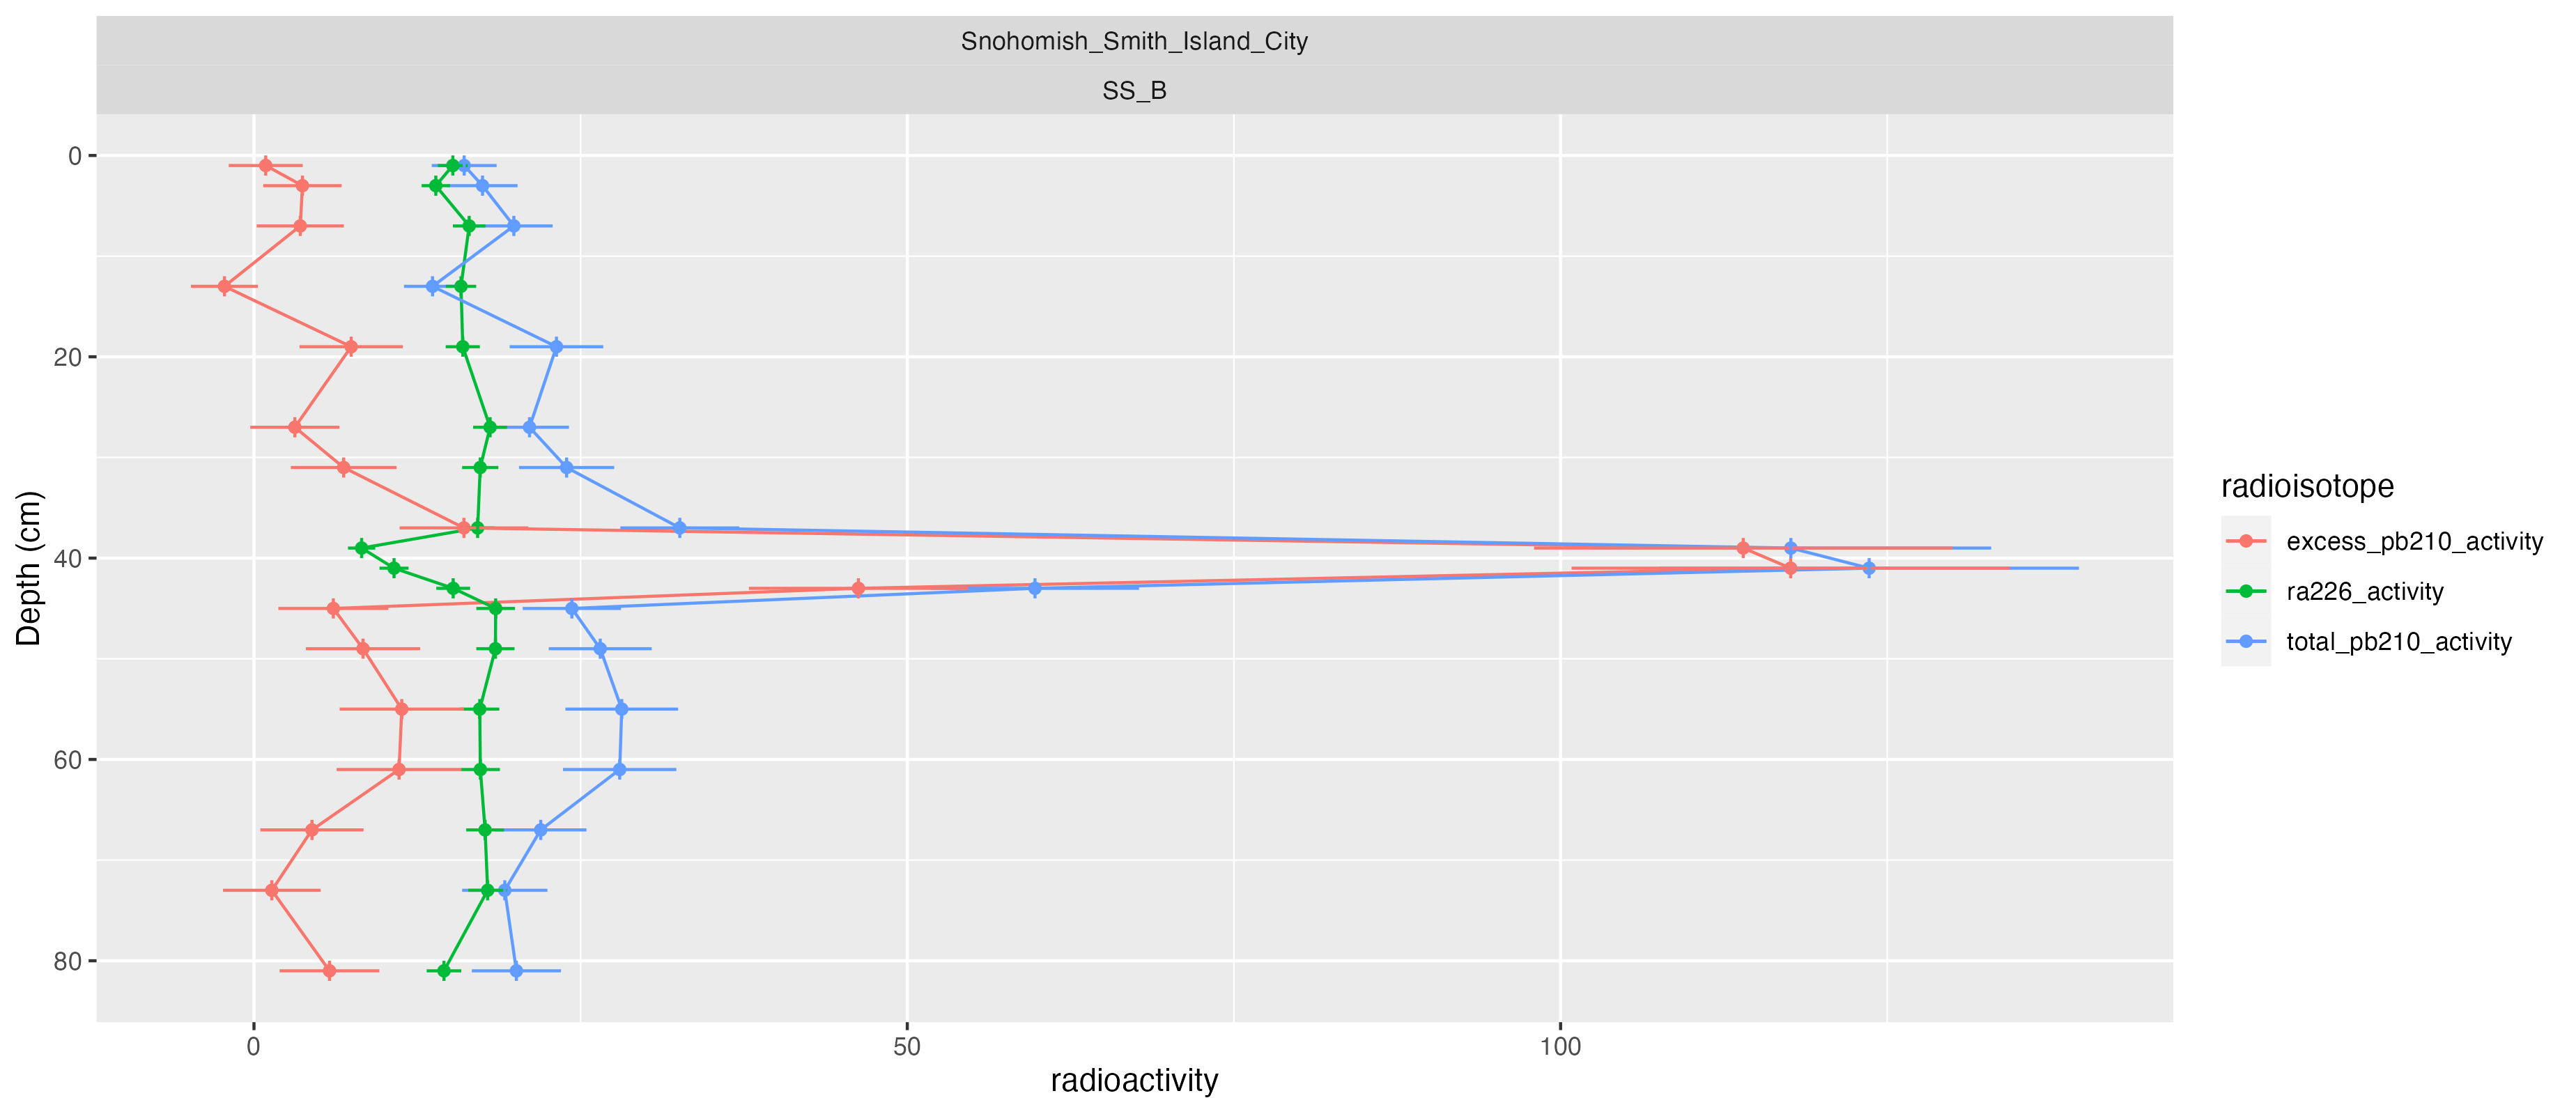 Snohomish_Smith_Island_City
SS_B
0
20
40
60
80
Depth (cm)
0
50
100
radioactivity
radioisotope
excess_pb210_activity
ra226_activity
total_pb210_activity